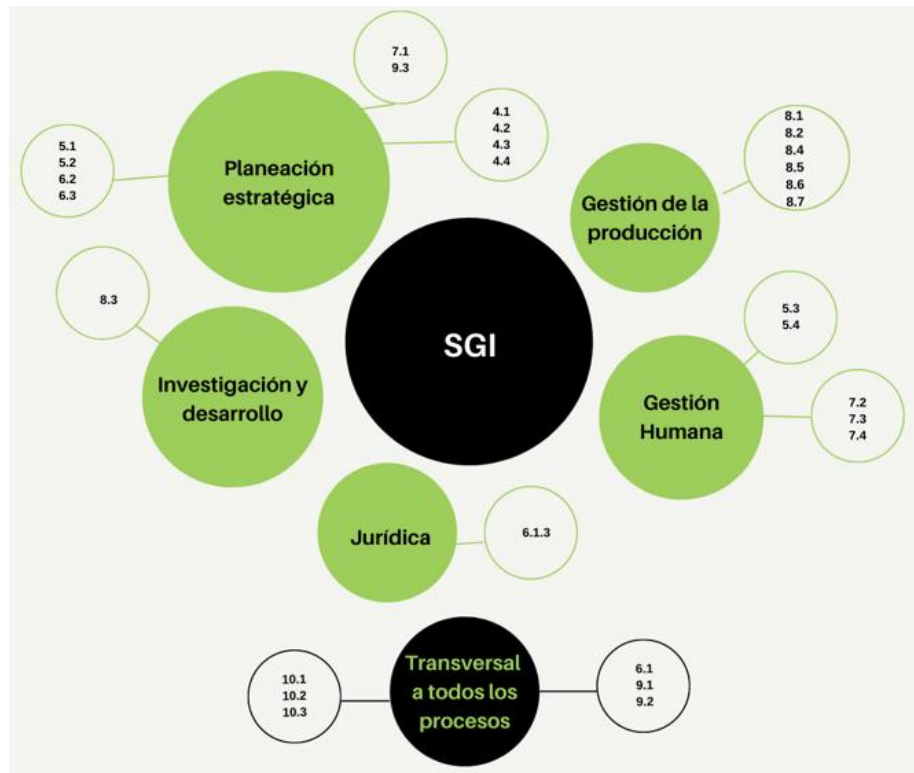 7.1
9.3
4.1
4.2
4.3
4.4
5.1
5.2
6.2
6.3
Planeación
estratégica
8.1
8.2
8.4
8.5
8.6
8.7
Gestión de la
producción
8.3
Investigación y
desarrollo
SGI
5.3
5.4
Gestión
Humana
7.2
7.3
7.4
Jurídica
6.1.3
Transversal
a todos los
procesos
10.1
10.2
10.3
6.1
9.1
9.2